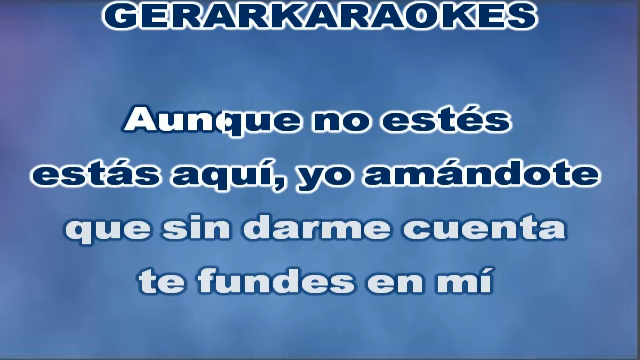 GERARKARAOKES
Aunque no estés
estás aquí, yo amándote
que sin darme cuenta
te fundes en mí